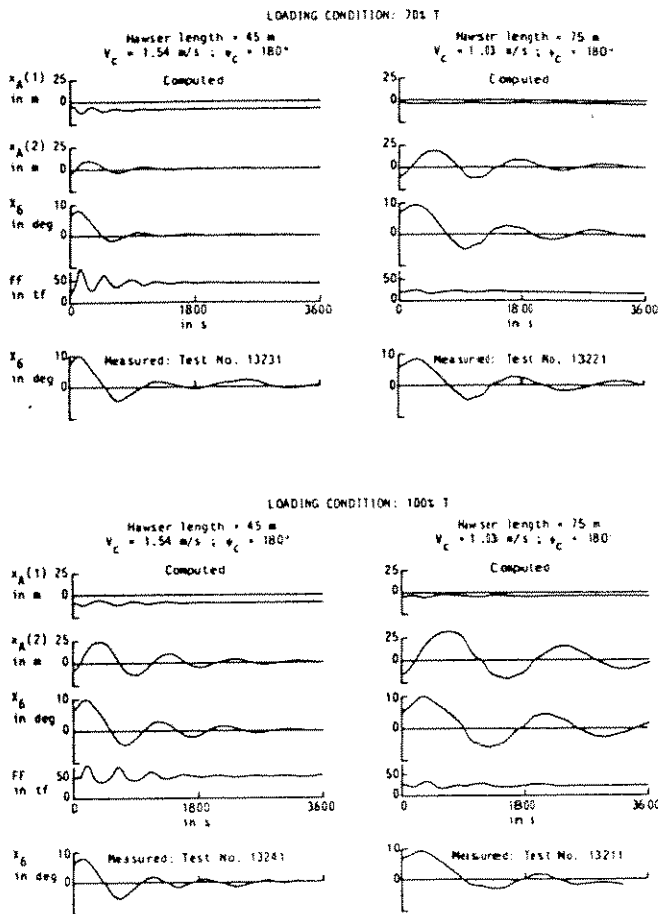 LOADING CONDITION: 70% T
Hawser length = 45 m
V_c = 1.54 m/s ; ψ_c = 180°
Hawser length = 75 m
V_c = 1.03 m/s ; ψ_c = 180°
x_A(1) in m
25
0
Computed
x_A(2) in m
25
0
25
0
X_6 in deg
10
0
10
0
FF in tf
50
0
50
0
0 1800 3600
in s
0 1800 3600
in s
X_6 in deg
10
0
Measured: Test No. 13231
10
0
Measured: Test No. 13221
LOADING CONDITION: 100% T
Hawser length = 45 m
V_c = 1.54 m/s ; ψ_c = 180°
Hawser length = 75 m
V_c = 1.03 m/s ; ψ_c = 180
x_A(1) in m
25
0
Computed
25
0
Computed
x_A(2) in m
25
0
25
0
X_6 in deg
10
0
10
0
FF in tf
50
0
50
0
0 1800 3600
in s
0 1800 3600
in s
X_6 in deg
10
0
Measured: Test No. 13241
10
0
Measured: Test No. 13211